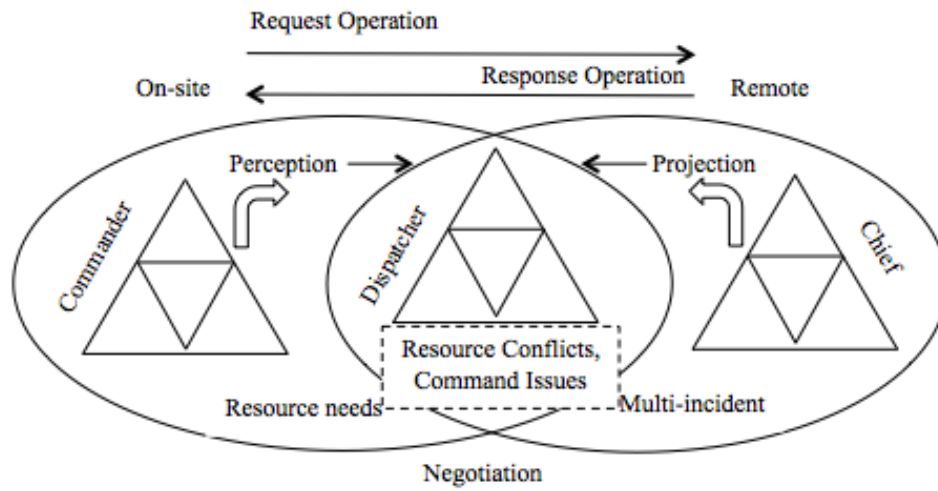 Request Operation
Response Operation
On-site
Remote
Perception
Projection
Commander
Dispatcher
Chief
Resource Conflicts,
Command Issues
Resource needs
Multi-incident
Negotiation